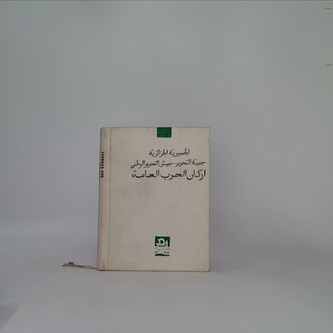 الجمهورية الجزائرية
جبهة التحرير - جيش التحرير الوطني
اركان الحرب العامة